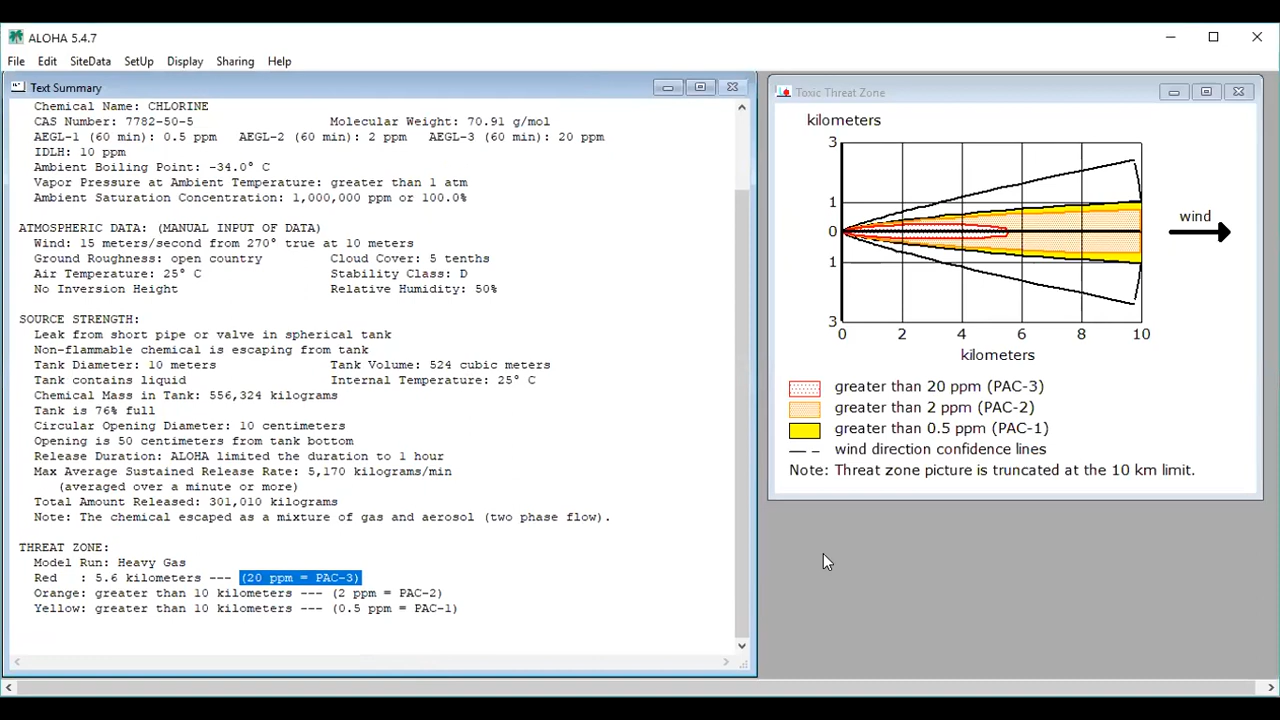 ALOHA 5.4.7
File Edit SiteData SetUp Display Sharing Help
Text Summary
Chemical Name: CHLORINE
CAS Number: 7782-50-5 Molecular Weight: 70.91 g/mol
AEGL-1 (60 min): 0.5 ppm AEGL-2 (60 min): 2 ppm AEGL-3 (60 min): 20 ppm
IDLH: 10 ppm
Ambient Boiling Point: -34.0° C
Vapor Pressure at Ambient Temperature: greater than 1 atm
Ambient Saturation Concentration: 1,000,000 ppm or 100.0%
ATMOSPHERIC DATA: (MANUAL INPUT OF DATA)
Wind: 15 meters/second from 270° true at 10 meters
Ground Roughness: open country Cloud Cover: 5 tenths
Air Temperature: 25° C Stability Class: D
No Inversion Height Relative Humidity: 50%
SOURCE STRENGTH:
Leak from short pipe or valve in spherical tank
Non-flammable chemical is escaping from tank
Tank Diameter: 10 meters Tank Volume: 524 cubic meters
Tank contains liquid Internal Temperature: 25° C
Chemical Mass in Tank: 556,324 kilograms
Tank is 76% full
Circular Opening Diameter: 10 centimeters
Opening is 50 centimeters from tank bottom
Release Duration: ALOHA limited the duration to 1 hour
Max Average Sustained Release Rate: 5,170 kilograms/min
(averaged over a minute or more)
Total Amount Released: 301,010 kilograms
Note: The chemical escaped as a mixture of gas and aerosol (two phase flow).
THREAT ZONE:
Model Run: Heavy Gas
Red : 5.6 kilometers --- (20 ppm = PAC-3)
Orange: greater than 10 kilometers --- (2 ppm = PAC-2)
Yellow: greater than 10 kilometers --- (0.5 ppm = PAC-1)
Toxic Threat Zone
kilometers
3
1
0
1
3
0 2 4 6 8 10
kilometers
wind
greater than 20 ppm (PAC-3)
greater than 2 ppm (PAC-2)
greater than 0.5 ppm (PAC-1)
wind direction confidence lines
Note: Threat zone picture is truncated at the 10 km limit.